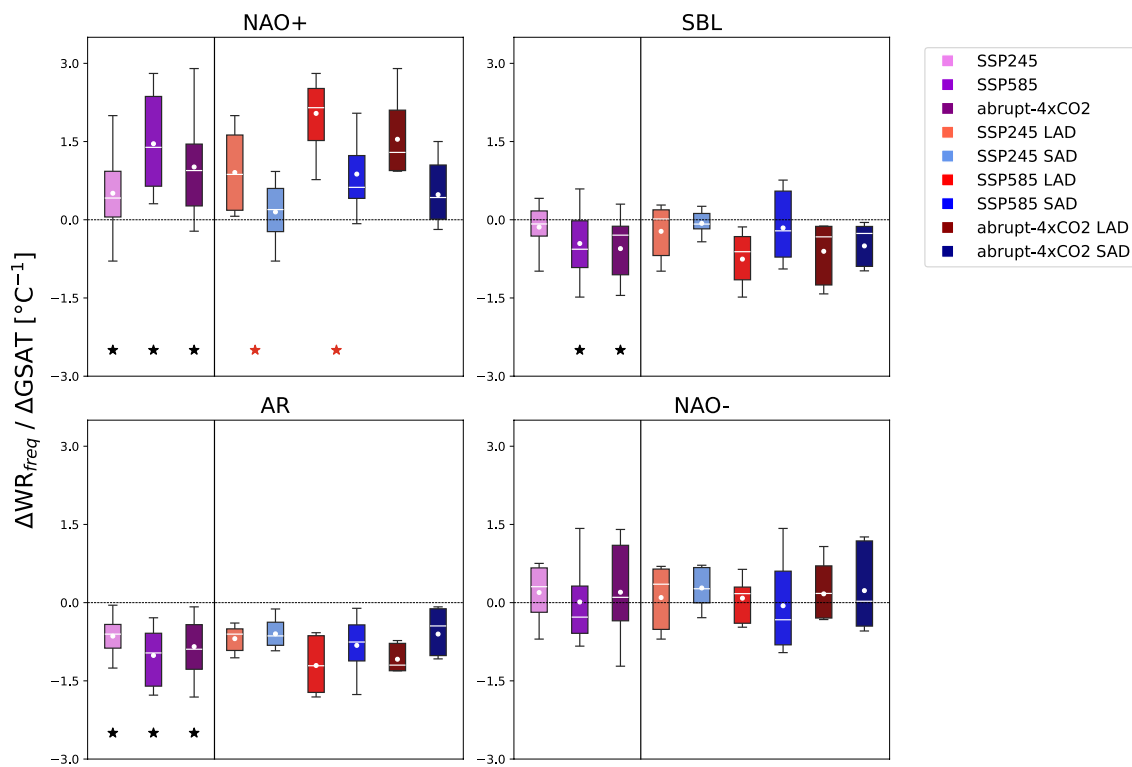 NAO+
SBL
3.0
1.5
0.0
−1.5
−3.0
3.0
1.5
0.0
−1.5
−3.0
SSP245
SSP585
abrupt-4xCO2
SSP245 LAD
SSP245 SAD
SSP585 LAD
SSP585 SAD
abrupt-4xCO2 LAD
abrupt-4xCO2 SAD
ΔWR_{freq} / ΔGSAT [°C⁻¹]
AR
NAO-
3.0
1.5
0.0
−1.5
−3.0
3.0
1.5
0.0
−1.5
−3.0